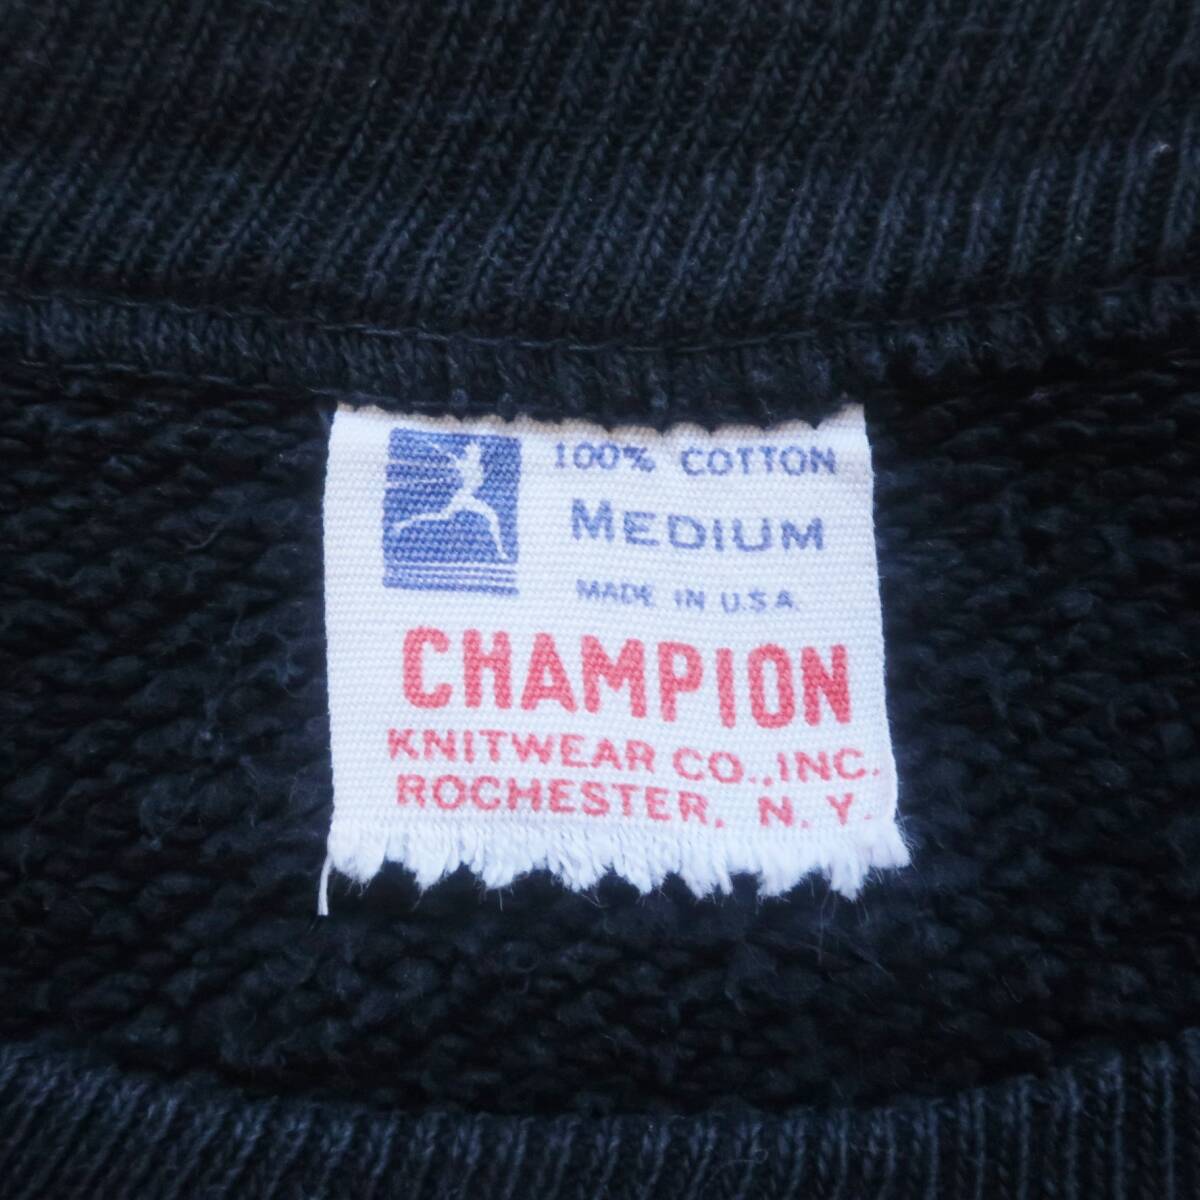 100% COTTON
MEDIUM
MADE IN U.S.A.
CHAMPION
KNITWEAR CO., INC.
ROCHESTER, N. Y.